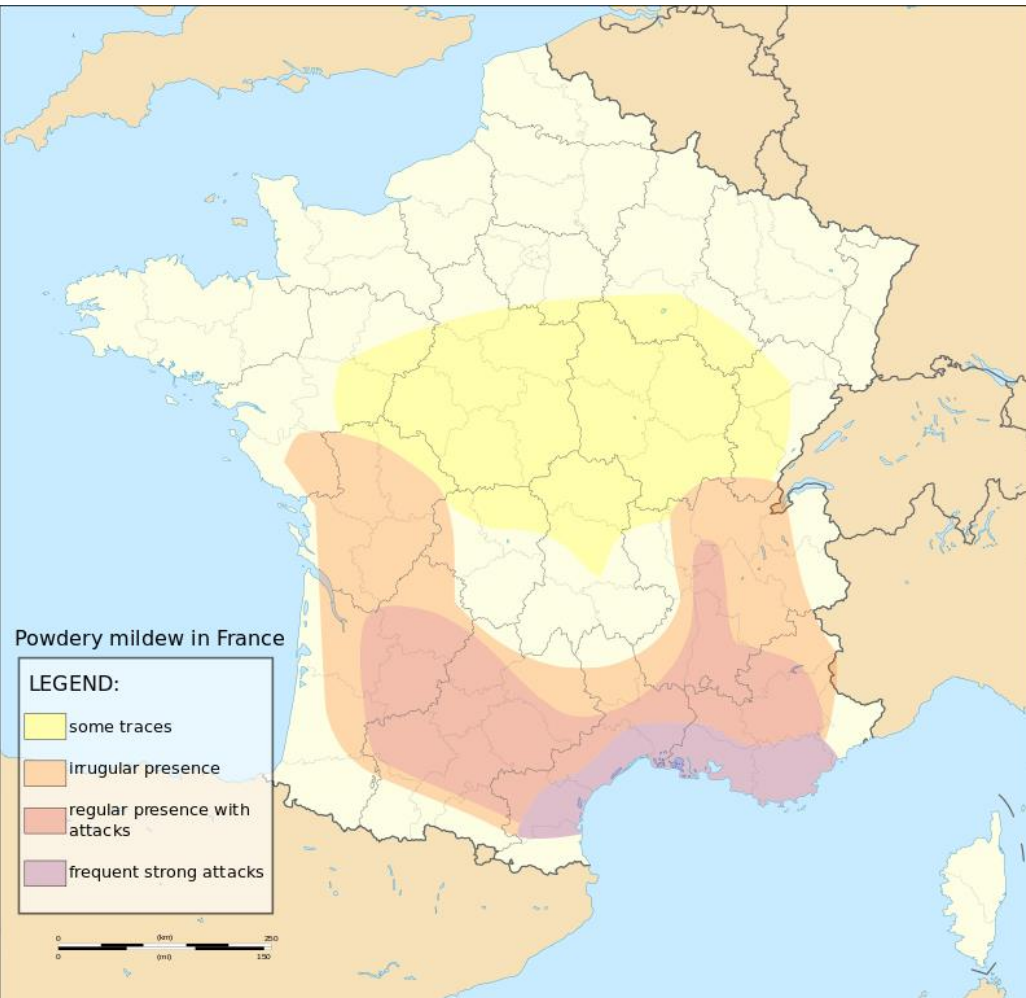 Powdery mildew in France
LEGEND:
some traces
irrugular presence
regular presence with
attacks
frequent strong attacks
0 (km) 250
0 (mi) 150